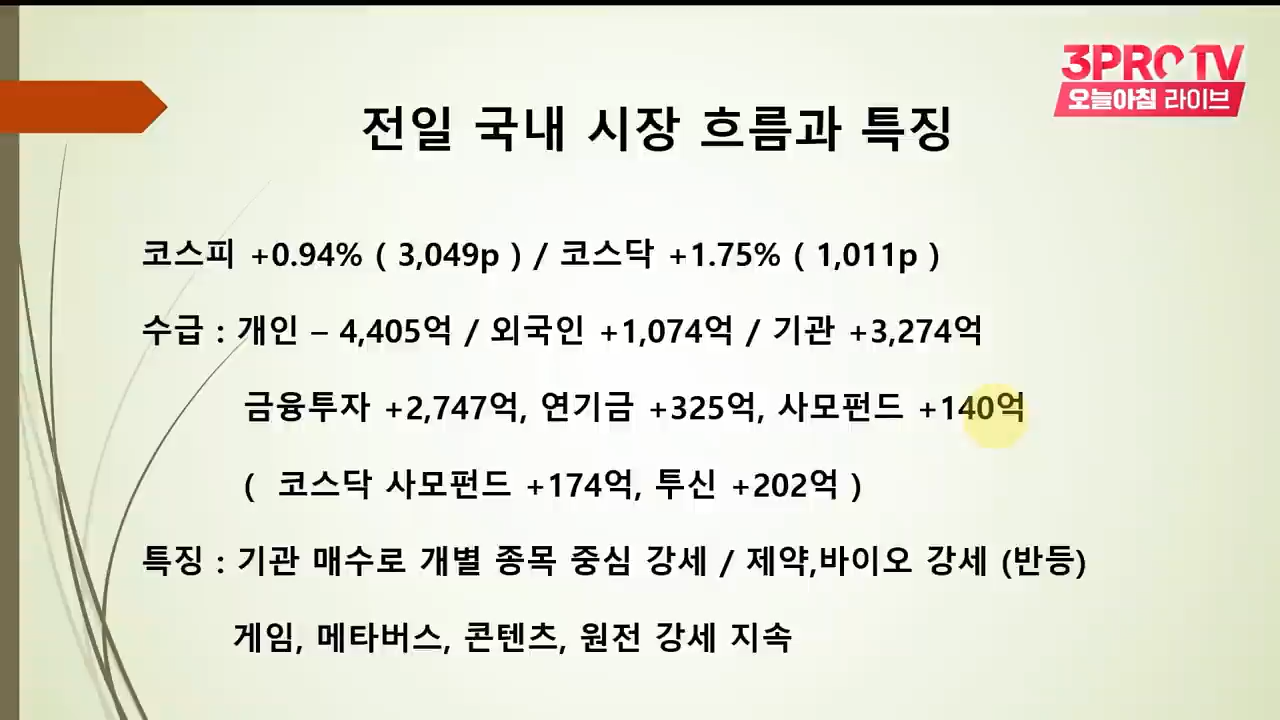 3PRO TV
오늘아침 라이브
전일 국내 시장 흐름과 특징
코스피 +0.94% ( 3,049p ) / 코스닥 +1.75% ( 1,011p )
수급 : 개인 – 4,405억 / 외국인 +1,074억 / 기관 +3,274억
금융투자 +2,747억, 연기금 +325억, 사모펀드 +140억
( 코스닥 사모펀드 +174억, 투신 +202억 )
특징 : 기관 매수로 개별 종목 중심 강세 / 제약,바이오 강세 (반등)
게임, 메타버스, 콘텐츠, 원전 강세 지속